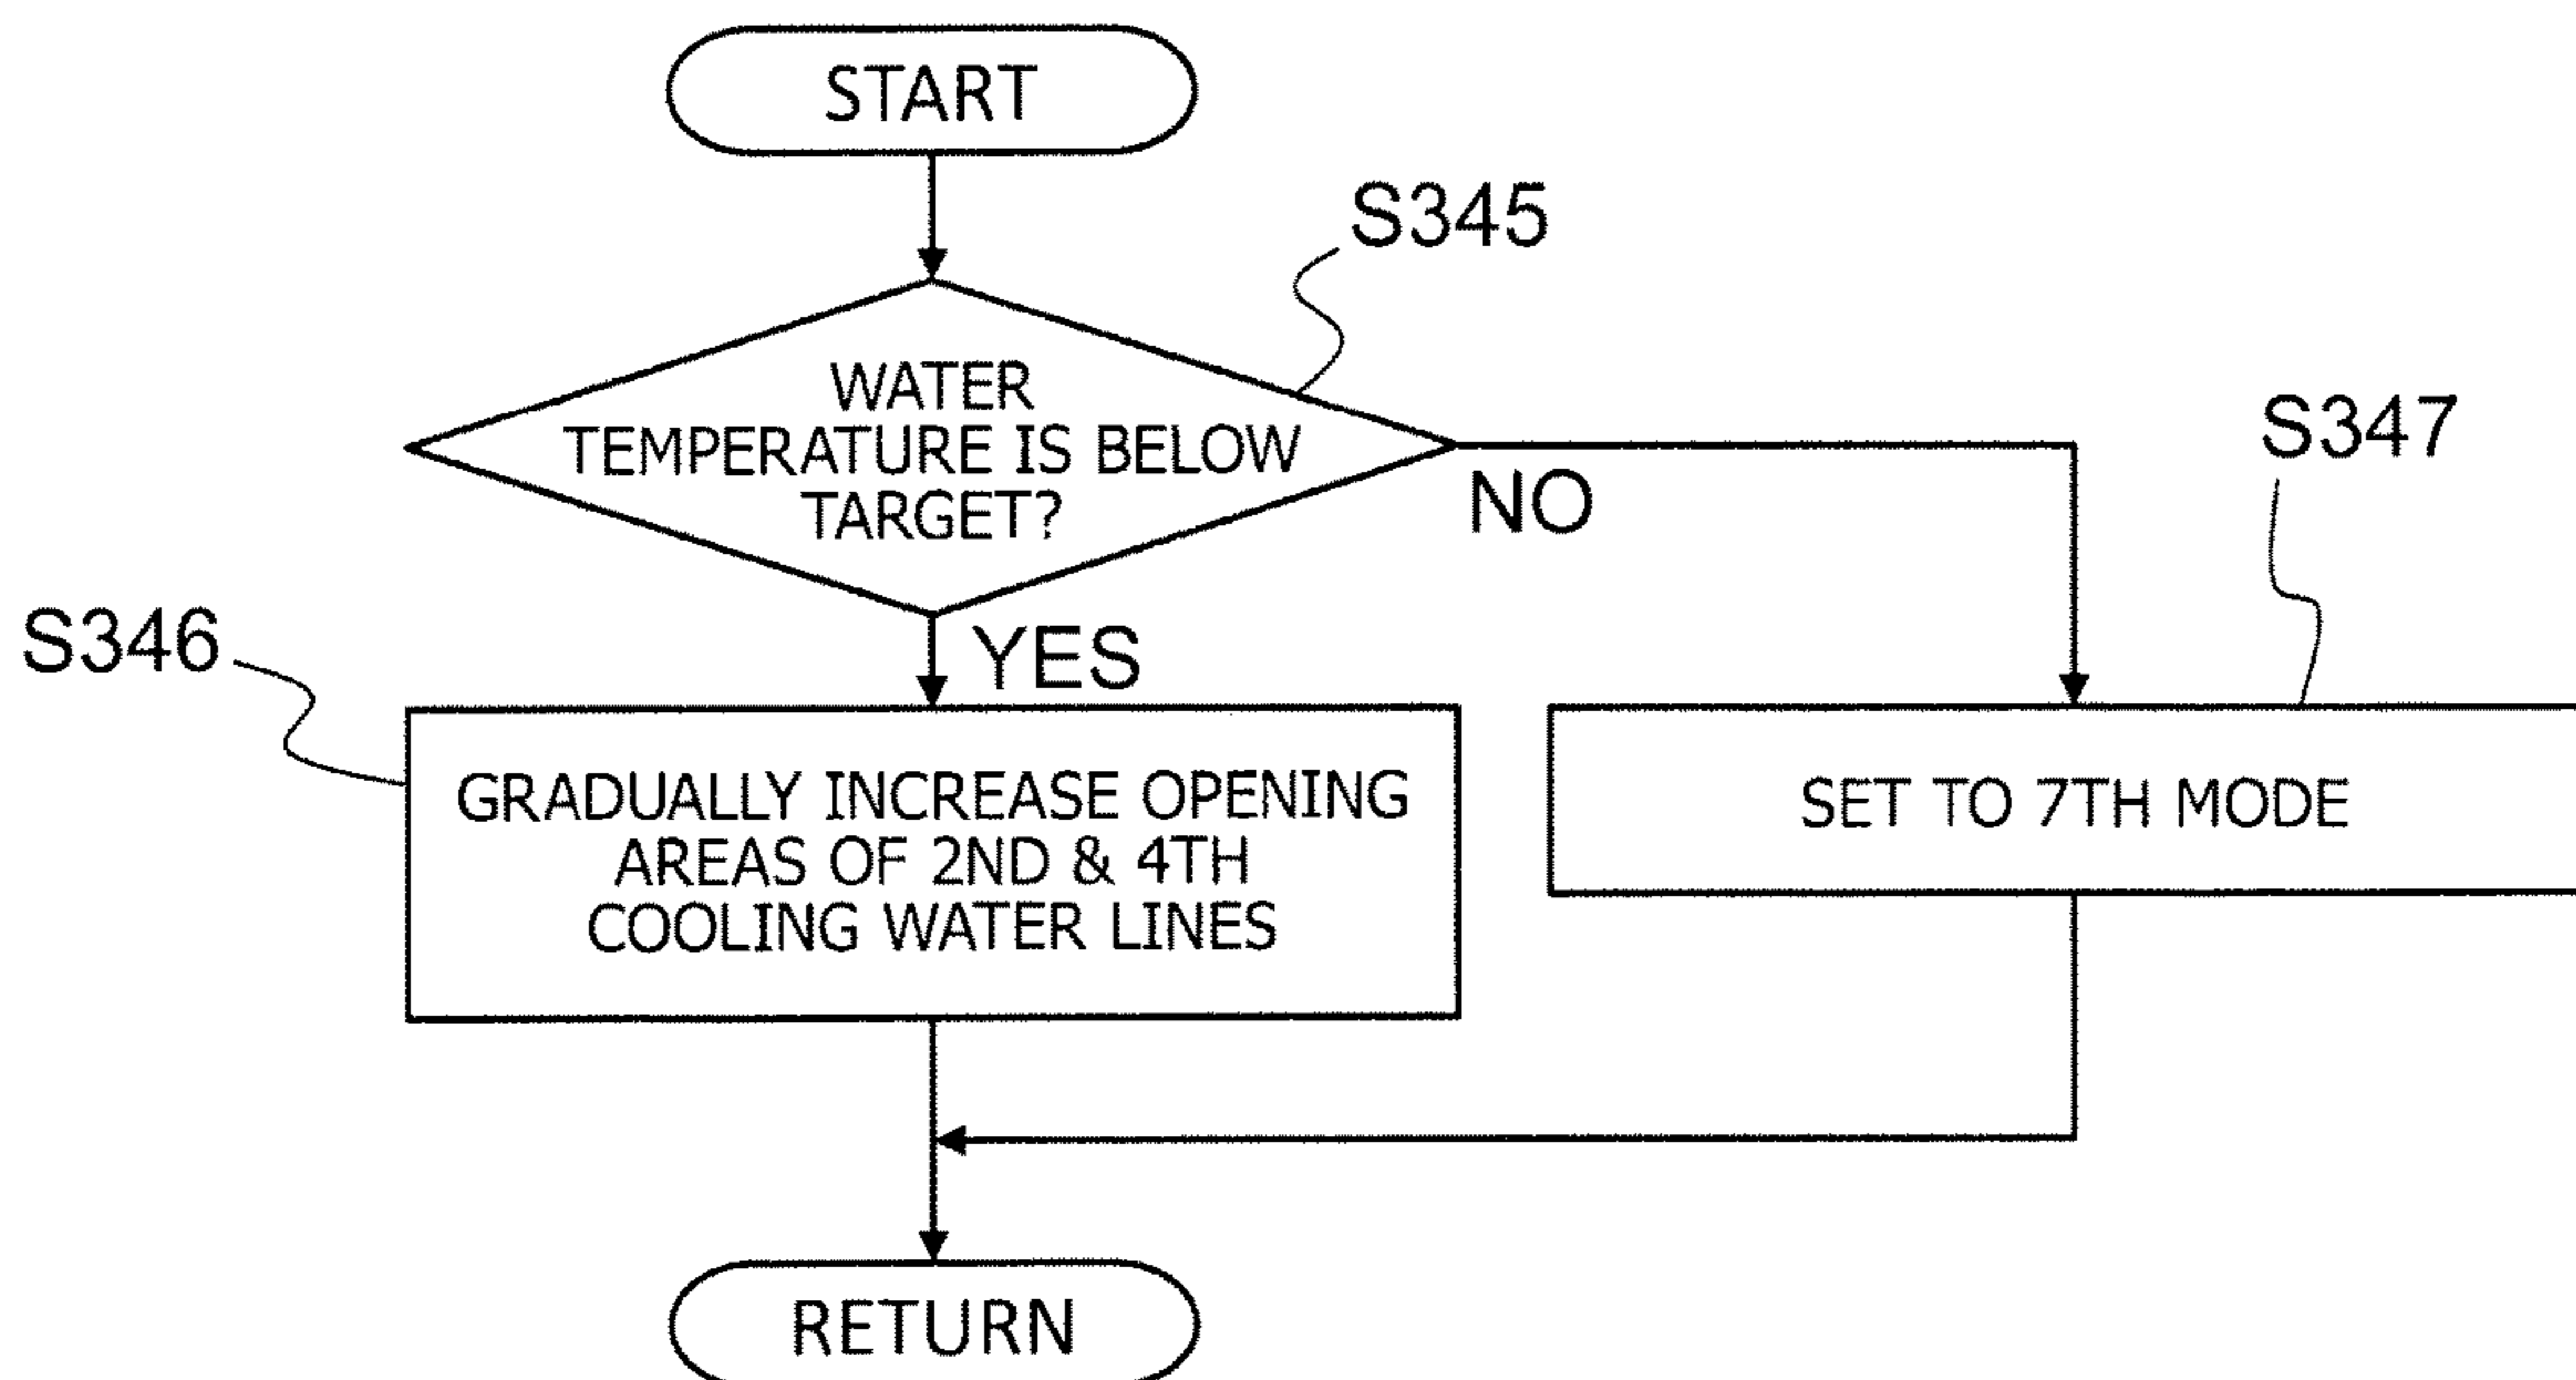 START
S345
WATER
TEMPERATURE IS BELOW
TARGET?
NO
S347
S346
YES
GRADUALLY INCREASE OPENING
AREAS OF 2ND & 4TH
COOLING WATER LINES
SET TO 7TH MODE
RETURN